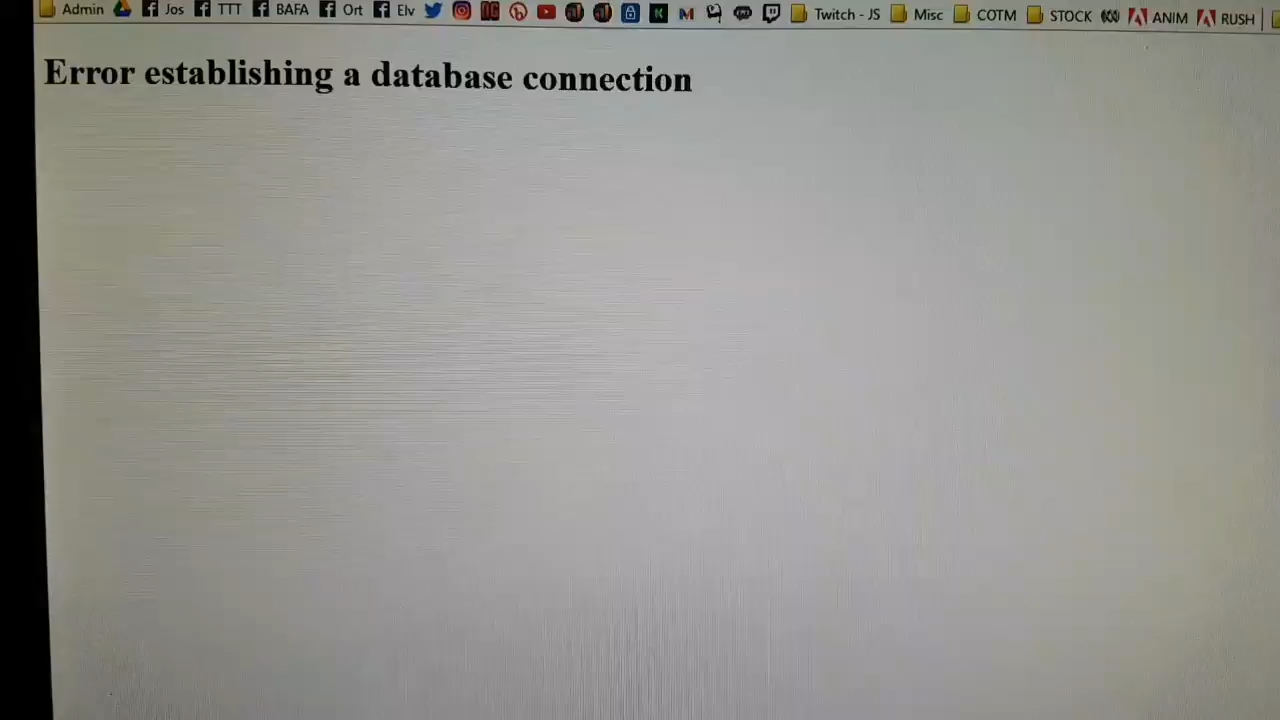 Admin Jos TTT BAFA Ort Elv Twitch - JS Misc COTM STOCK ANIM RUSH
Error establishing a database connection